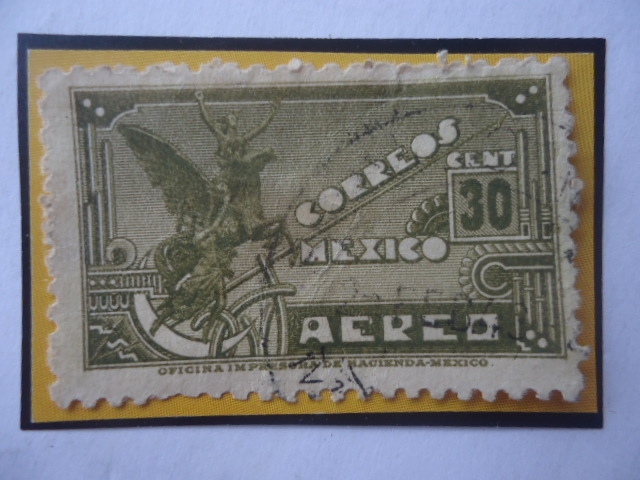 CORREOS
MEXICO
CENT
30
AEREO
OFICINA IMPRESORA DE HACIENDA-MEXICO.